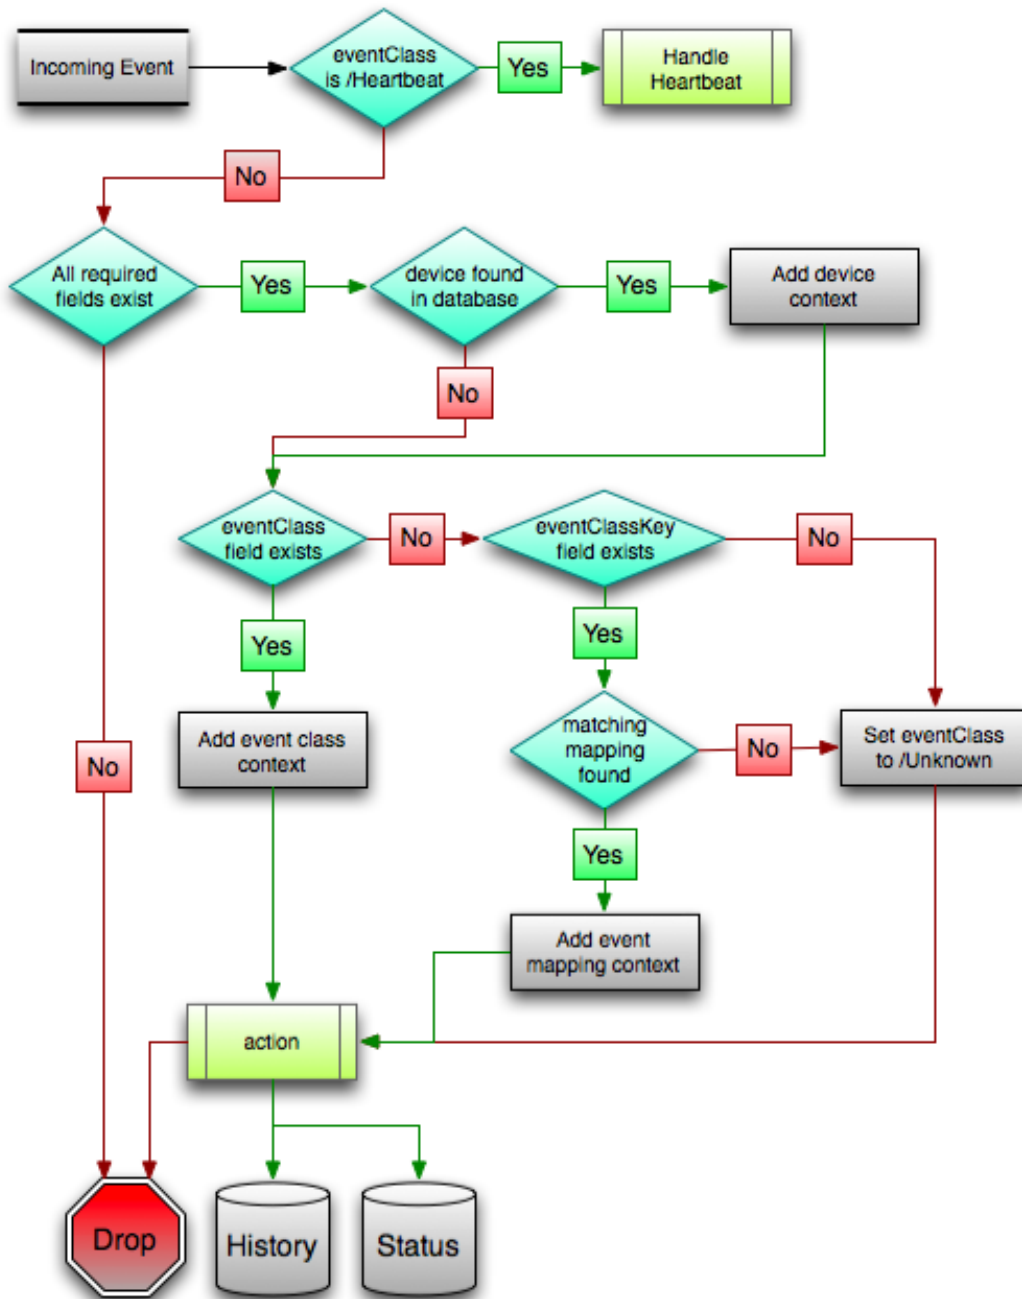 Incoming Event
eventClass
is /Heartbeat
Yes
Handle
Heartbeat
No
All required
fields exist
Yes
device found
in database
Yes
Add device
context
No
eventClass
field exists
No
eventClassKey
field exists
No
Yes
Yes
Add event class
context
matching
mapping
found
No
Set eventClass
to /Unknown
No
Yes
Add event
mapping context
action
Drop
History
Status